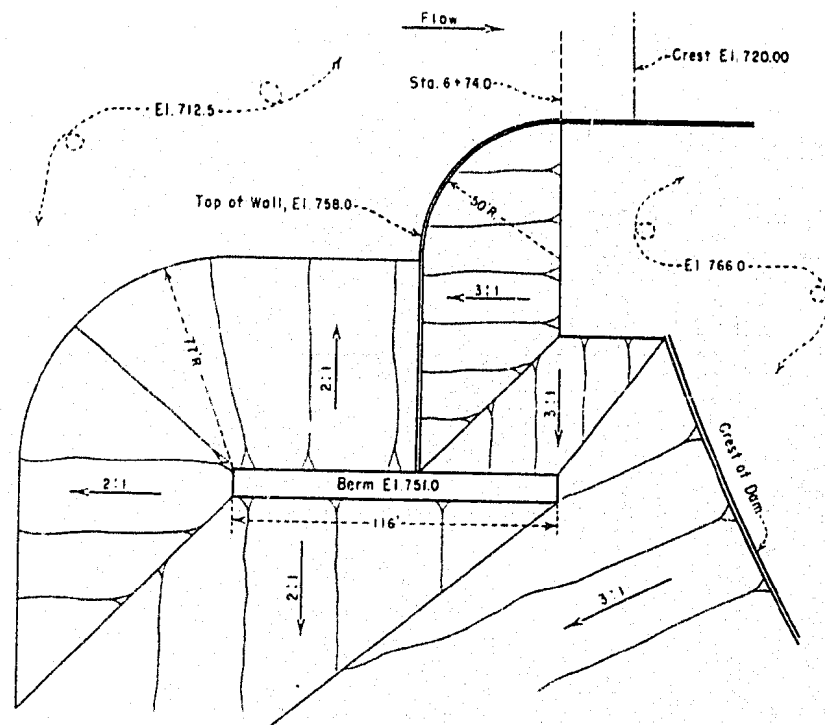 Flow
Crest El. 720.00
Sta. 6+74.0
El. 712.5
Top of Wall, El. 758.0
50'R.
El 766.0
3:1
77'R.
2:1
3:1
Crest of Dam
2:1
Berm El. 751.0
116'
2:1
3:1